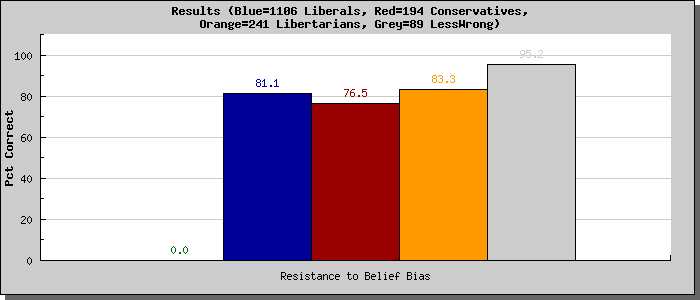 Results (Blue=1106 Liberals, Red=194 Conservatives,
Orange=241 Libertarians, Grey=89 LessWrong)
Pct Correct
100
80
60
40
20
0
0.0
81.1
76.5
83.3
95.2
Resistance to Belief Bias